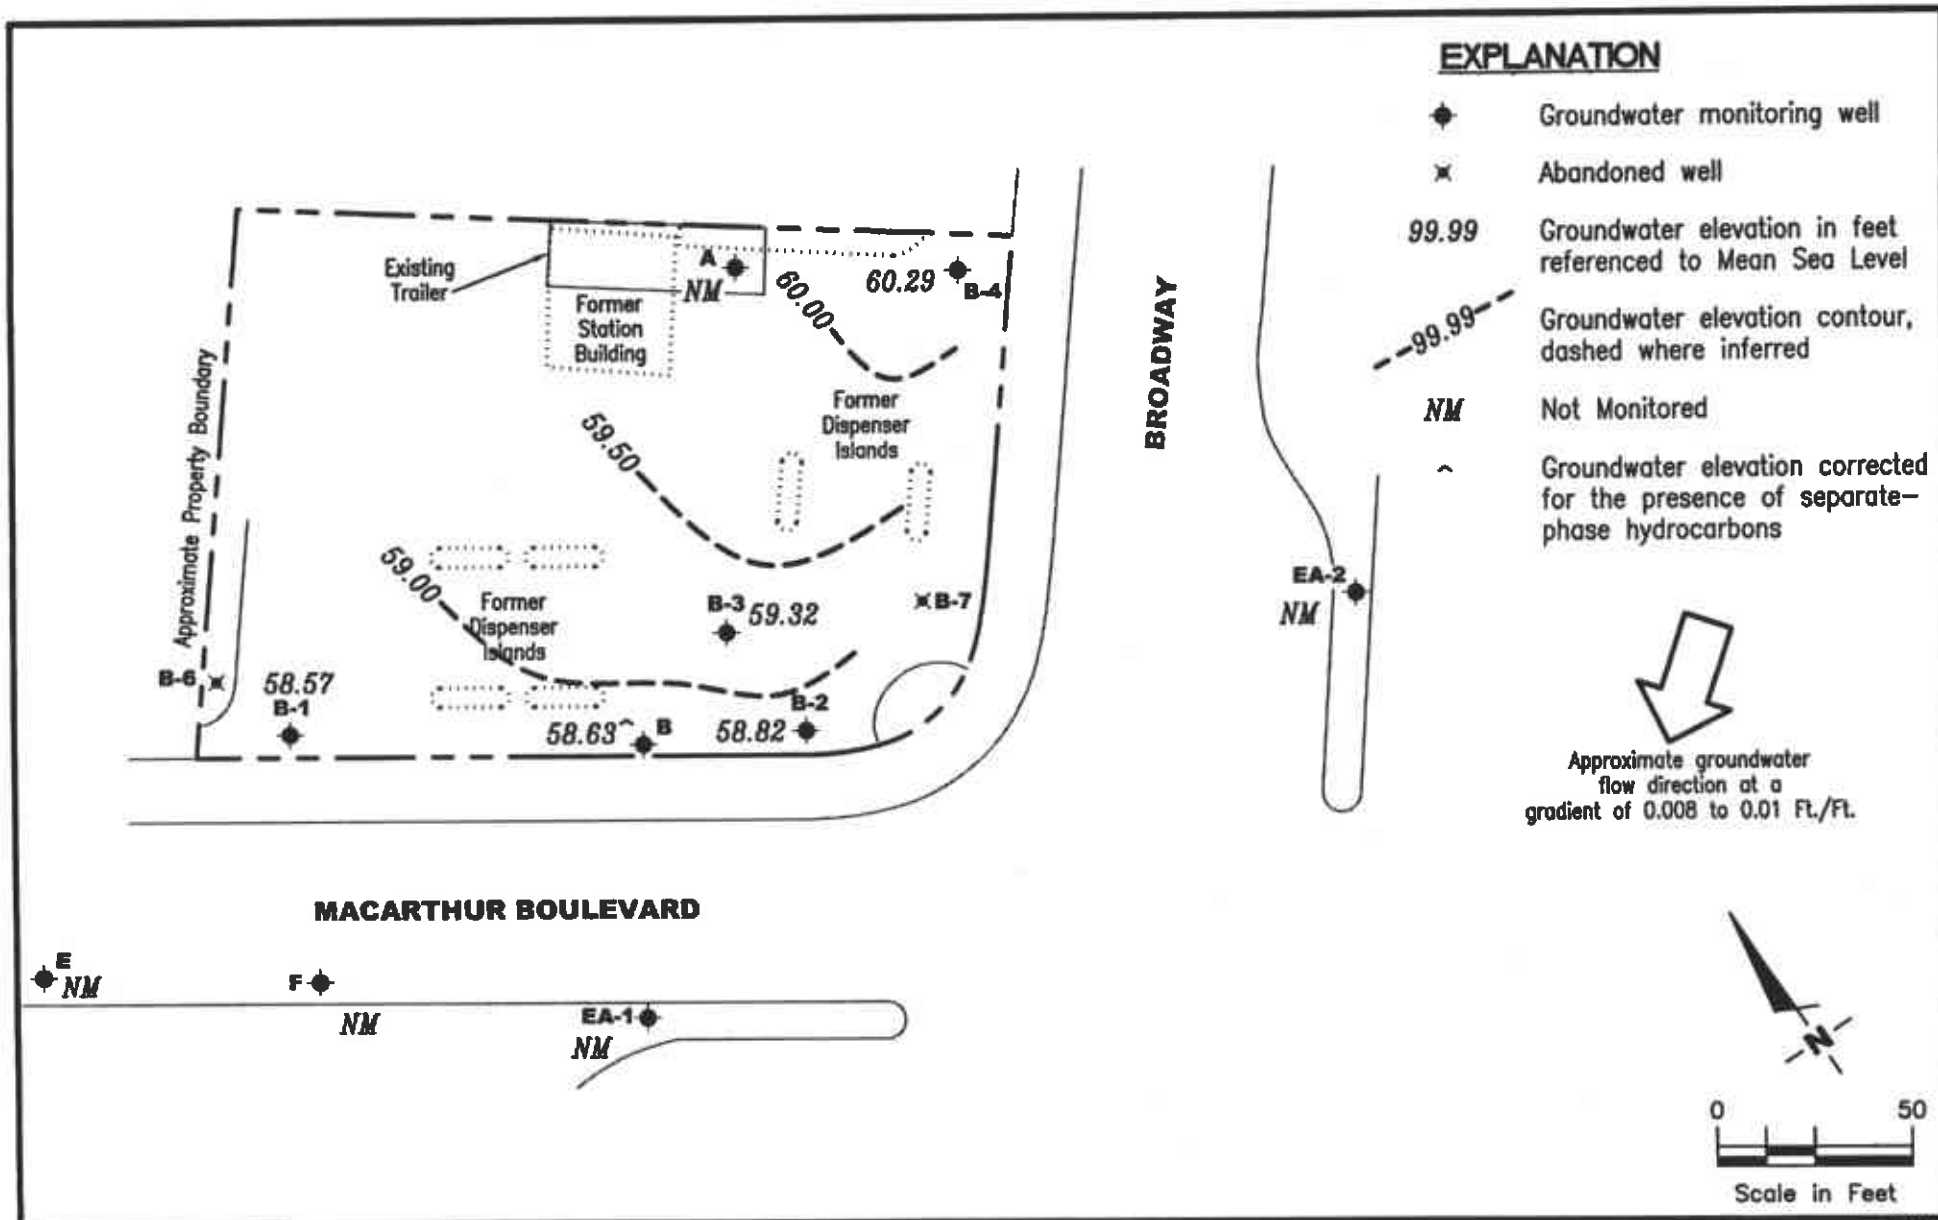 EXPLANATION
Groundwater monitoring well
Abandoned well
99.99
Groundwater elevation in feet
referenced to Mean Sea Level
99.99
Groundwater elevation contour,
dashed where inferred
NM
Not Monitored
^
Groundwater elevation corrected
for the presence of separate-
phase hydrocarbons
Approximate groundwater
flow direction at a
gradient of 0.008 to 0.01 Ft./Ft.
N
0 50
Scale in Feet
Existing
Trailer
A
NM
Former
Station
Building
60.00
60.29
B-4
BROADWAY
Approximate Property Boundary
59.50
Former
Dispenser
Islands
59.00
Former
Dispenser
Islands
B-3
59.32
B-7
EA-2
NM
B-6
58.57
B-1
58.63^
B
58.82
B-2
MACARTHUR BOULEVARD
E
NM
F
NM
EA-1
NM